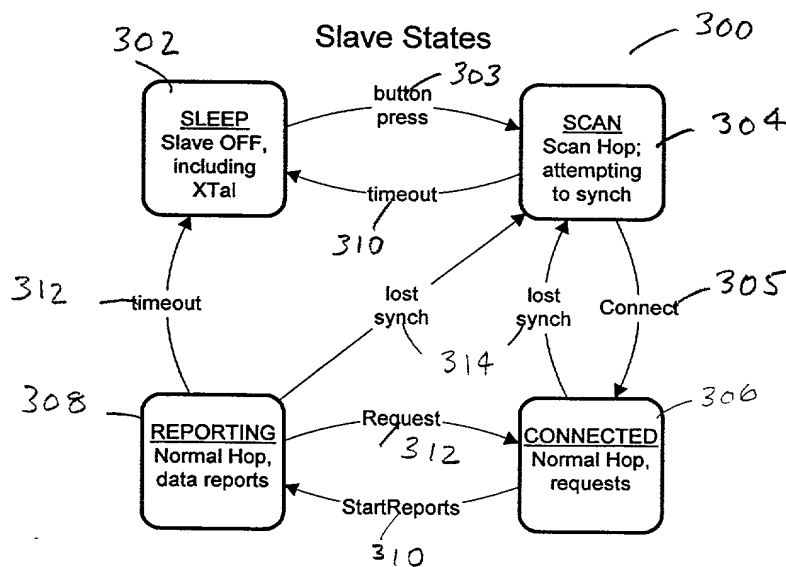 302
Slave States
300
303
button
press
SLEEP
Slave OFF,
including
XTal
SCAN
Scan Hop;
attempting
to synch
304
timeout
310
312
timeout
lost
synch
lost
synch
Connect
305
314
308
306
REPORTING
Normal Hop,
data reports
Request
312
CONNECTED
Normal Hop,
requests
StartReports
310